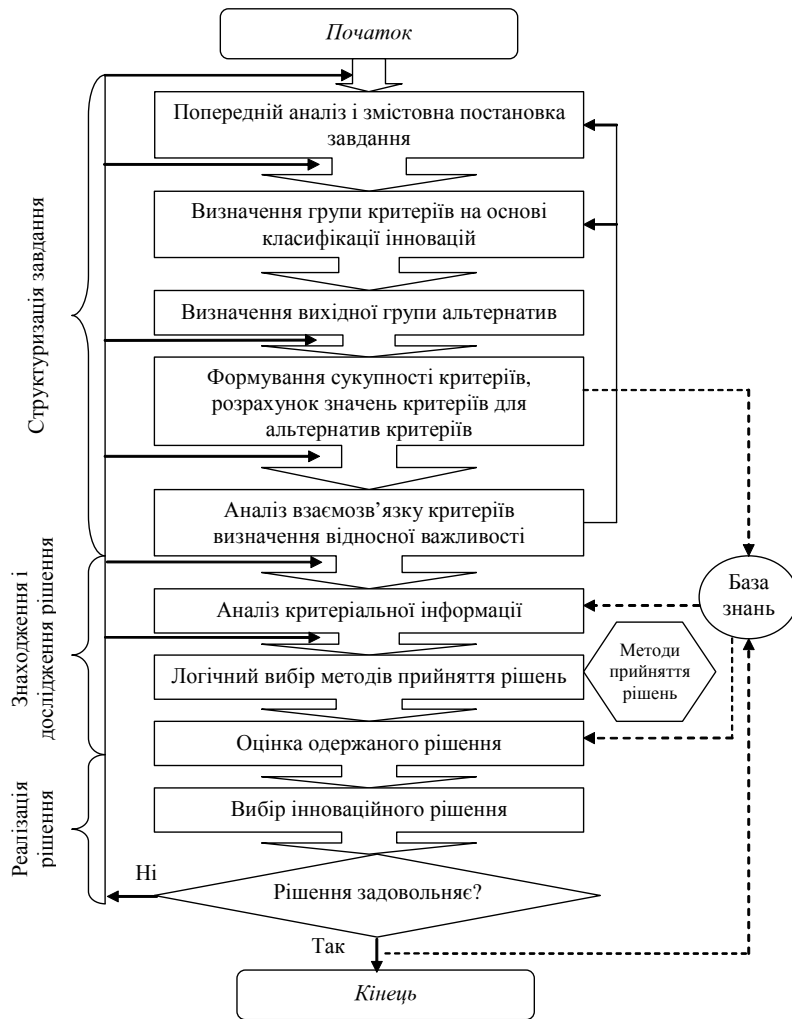 Початок
Попередній аналіз і змістовна постановка
завдання
Визначення групи критеріїв на основі
класифікації інновацій
Визначення вихідної групи альтернатив
Формування сукупності критеріїв,
розрахунок значень критеріїв для
альтернатив критеріїв
Аналіз взаємозв’язку критеріїв
визначення відносної важливості
Структуризація завдання
Аналіз критеріальної інформації
База
знань
Логічний вибір методів прийняття рішень
Методи
прийняття
рішень
Оцінка одержаного рішення
Знаходження і
дослідження рішення
Вибір інноваційного рішення
Реалізація
рішення
Ні
Рішення задовольняє?
Так
Кінець